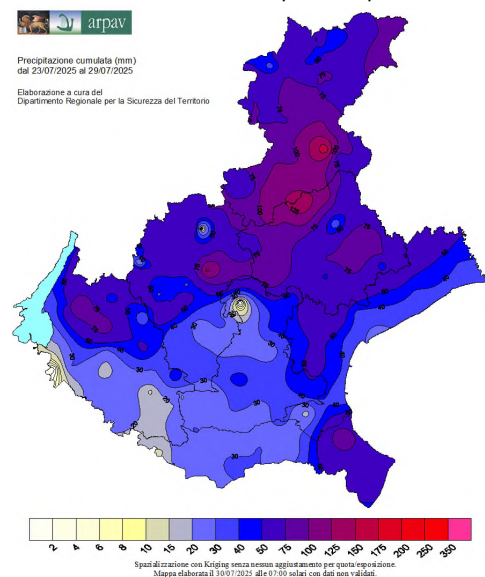 arpav
Precipitazione cumulata (mm)
dal 23/07/2025 al 29/07/2025
Elaborazione a cura del
Dipartimento Regionale per la Sicurezza del Territorio
2 4 6 8 10 15 20 30 40 50 75 100 125 150 175 200 250 350
Spazializzazione con Kriging senza nessun aggiustamento per quota/esposizione.
Mappa elaborata il 30/07/2025 alle 07:00 solari con dati non validati.